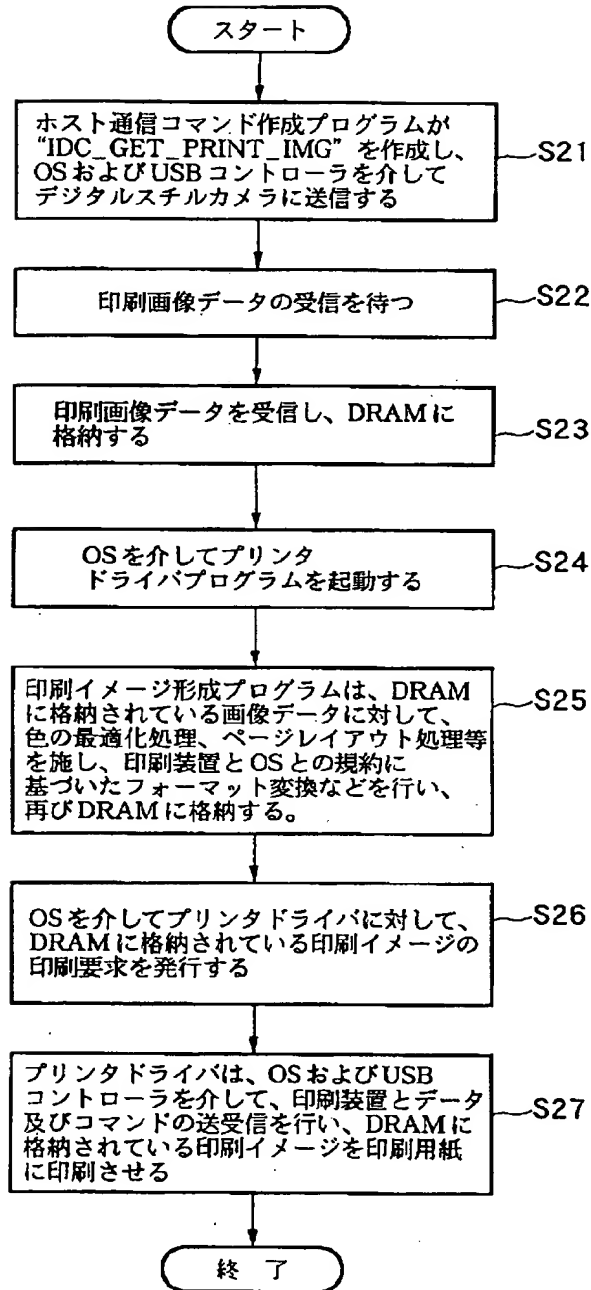 スタート
ホスト通信コマンド作成プログラムが
“IDC_GET_PRINT_IMG”を作成し、
OSおよびUSBコントローラを介して
デジタルスチルカメラに送信する
S21
印刷画像データの受信を待つ
S22
印刷画像データを受信し、DRAMに
格納する
S23
OSを介してプリンタ
ドライバプログラムを起動する
S24
印刷イメージ形成プログラムは、DRAM
に格納されている画像データに対して、
色の最適化処理、ページレイアウト処理等
を施し、印刷装置とOSとの規約に
基づいたフォーマット変換などを行い、
再びDRAMに格納する。
S25
OSを介してプリンタドライバに対して、
DRAMに格納されている印刷イメージの
印刷要求を発行する
S26
プリンタドライバは、OSおよびUSB
コントローラを介して、印刷装置とデータ
及びコマンドの送受信を行い、DRAMに
格納されている印刷イメージを印刷用紙
に印刷させる
S27
終 了